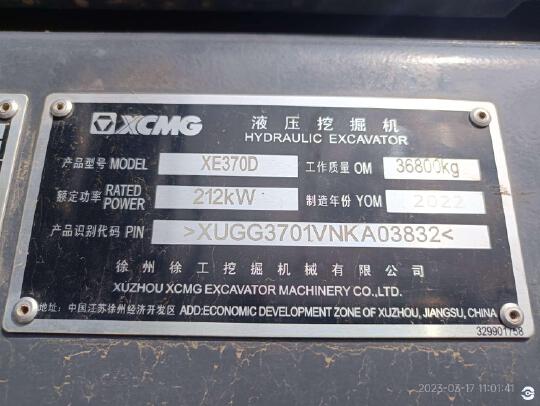 XCMG
液压挖掘机
HYDRAULIC EXCAVATOR
产品型号 MODEL XE370D 工作质量 OM 36800kg
额定功率 RATED POWER 212kW 制造年份 YOM 2022
产品识别代码 PIN >XUGG3701VNKA03832<
徐州徐工挖掘机械有限公司
XUZHOU XCMG EXCAVATOR MACHINERY CO.,LTD.
地址: 中国江苏徐州经济开发区 ADD:ECONOMIC DEVELOPMENT ZONE OF XUZHOU, JIANGSU, CHINA
329901758
2023-03-17 11:01:41